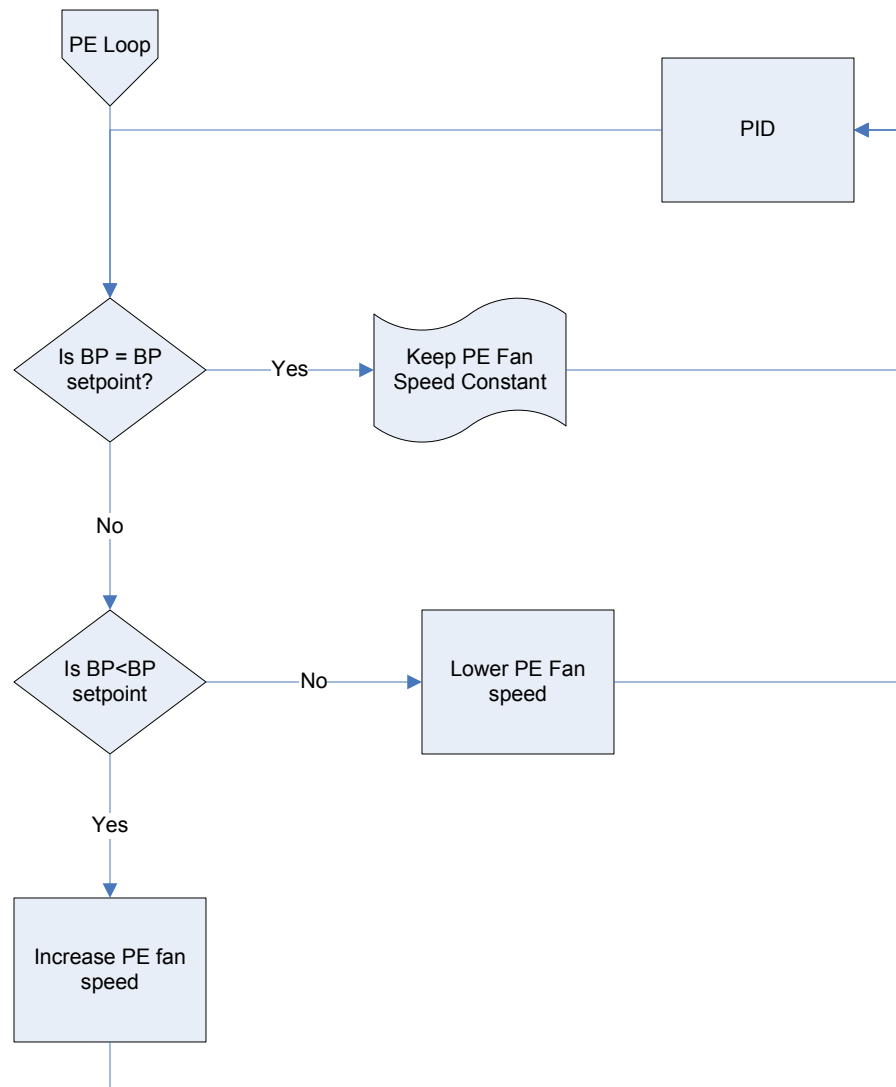 PE Loop
PID
Is BP = BP
setpoint?
Yes
Keep PE Fan
Speed Constant
No
Is BP<BP
setpoint
No
Lower PE Fan
speed
Yes
Increase PE fan
speed